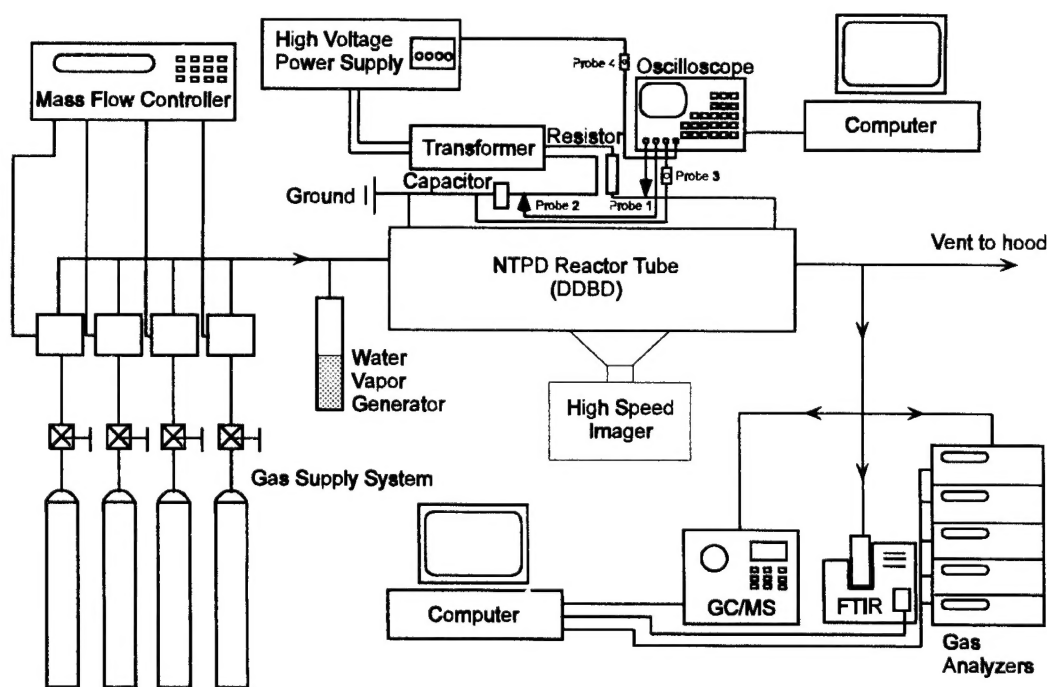 High Voltage
Power Supply
Mass Flow Controller
Probe 4
Oscilloscope
Computer
Transformer
Resistor
Probe 3
Ground
Capacitor
Probe 2
Probe 1
NTPD Reactor Tube
(DDBD)
Vent to hood
Water
Vapor
Generator
High Speed
Imager
Gas Supply System
Computer
GC/MS
FTIR
Gas
Analyzers